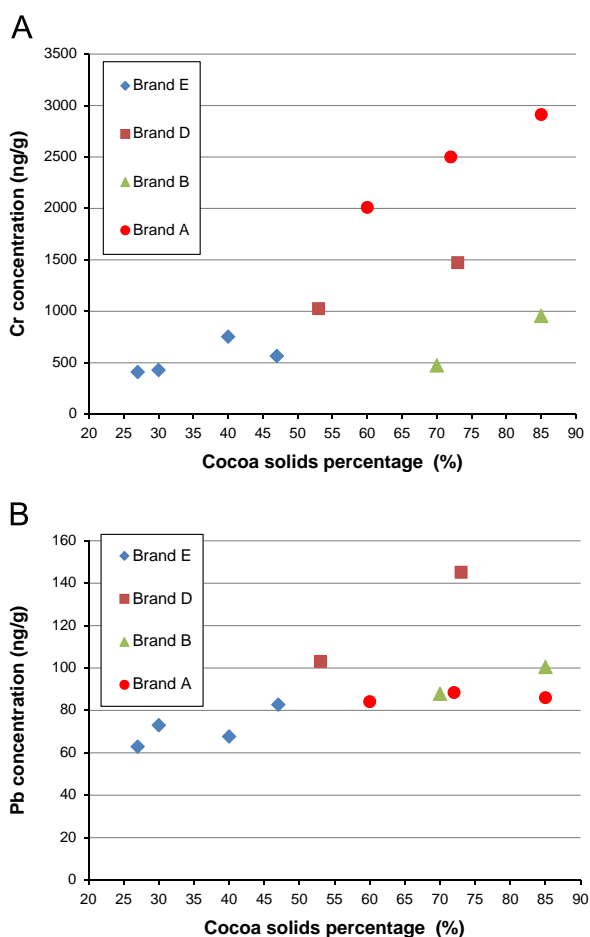 A
3500
3000
2500
2000
1500
1000
500
0
Cr concentration (ng/g)
Brand E
Brand D
Brand B
Brand A
20 25 30 35 40 45 50 55 60 65 70 75 80 85 90
Cocoa solids percentage (%)
B
160
140
120
100
80
60
40
20
0
Pb concentration (ng/g)
Brand E
Brand D
Brand B
Brand A
20 25 30 35 40 45 50 55 60 65 70 75 80 85 90
Cocoa solids percentage (%)